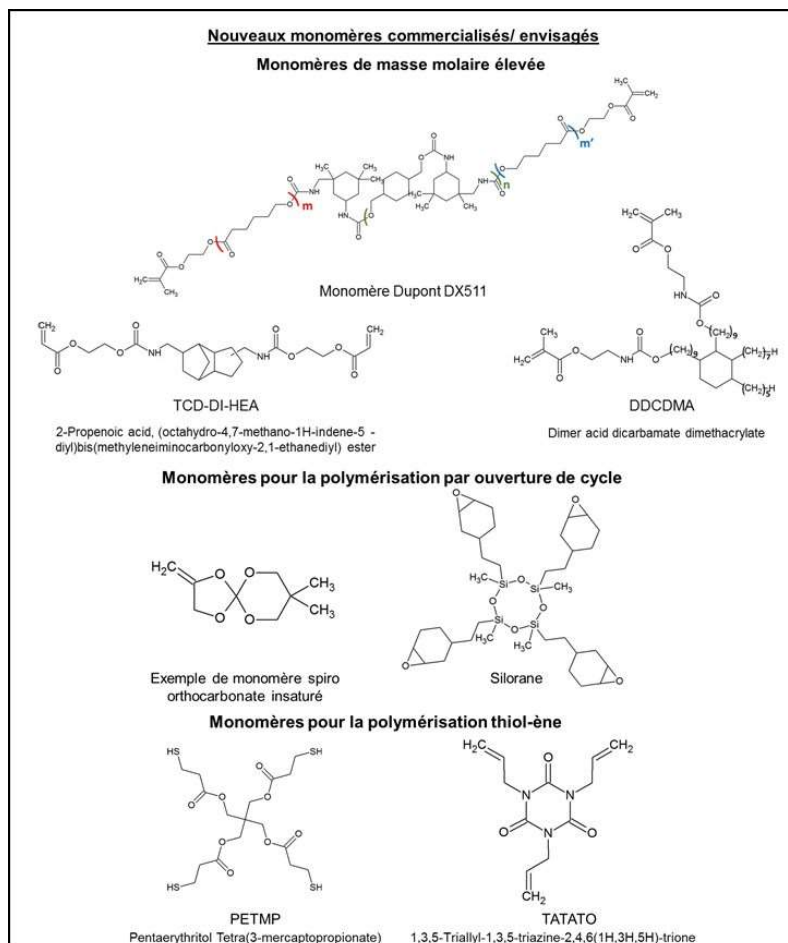 Nouveaux monomères commercialisés/ envisagés
Monomères de masse molaire élevée
Monomère Dupont DX511
TCD-DI-HEA
2-Propenoic acid, (octahydro-4,7-methano-1H-indene-5 -
diyl)bis(methyleneiminocarbonyloxy-2,1-ethanediyl) ester
DDCDMA
Dimer acid dicarbamate dimethacrylate
Monomères pour la polymérisation par ouverture de cycle
Exemple de monomère spiro
orthocarbonate insaturé
Silorane
Monomères pour la polymérisation thiol-ène
PETMP
Pentaerythritol Tetra(3-mercaptopropionate)
TATATO
1,3,5-Triallyl-1,3,5-triazine-2,4,6(1H,3H,5H)-trione